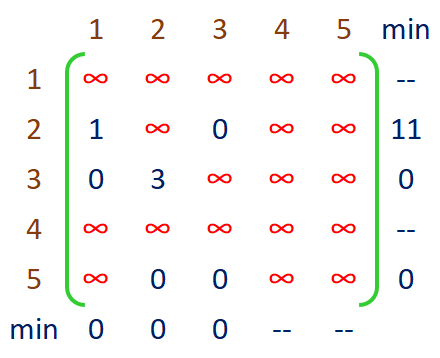 1 2 3 4 5 min
1 ∞ ∞ ∞ ∞ ∞ --
2 1 ∞ 0 ∞ ∞ 11
3 0 3 ∞ ∞ ∞ 0
4 ∞ ∞ ∞ ∞ ∞ --
5 ∞ 0 0 ∞ ∞ 0
min 0 0 0 -- --